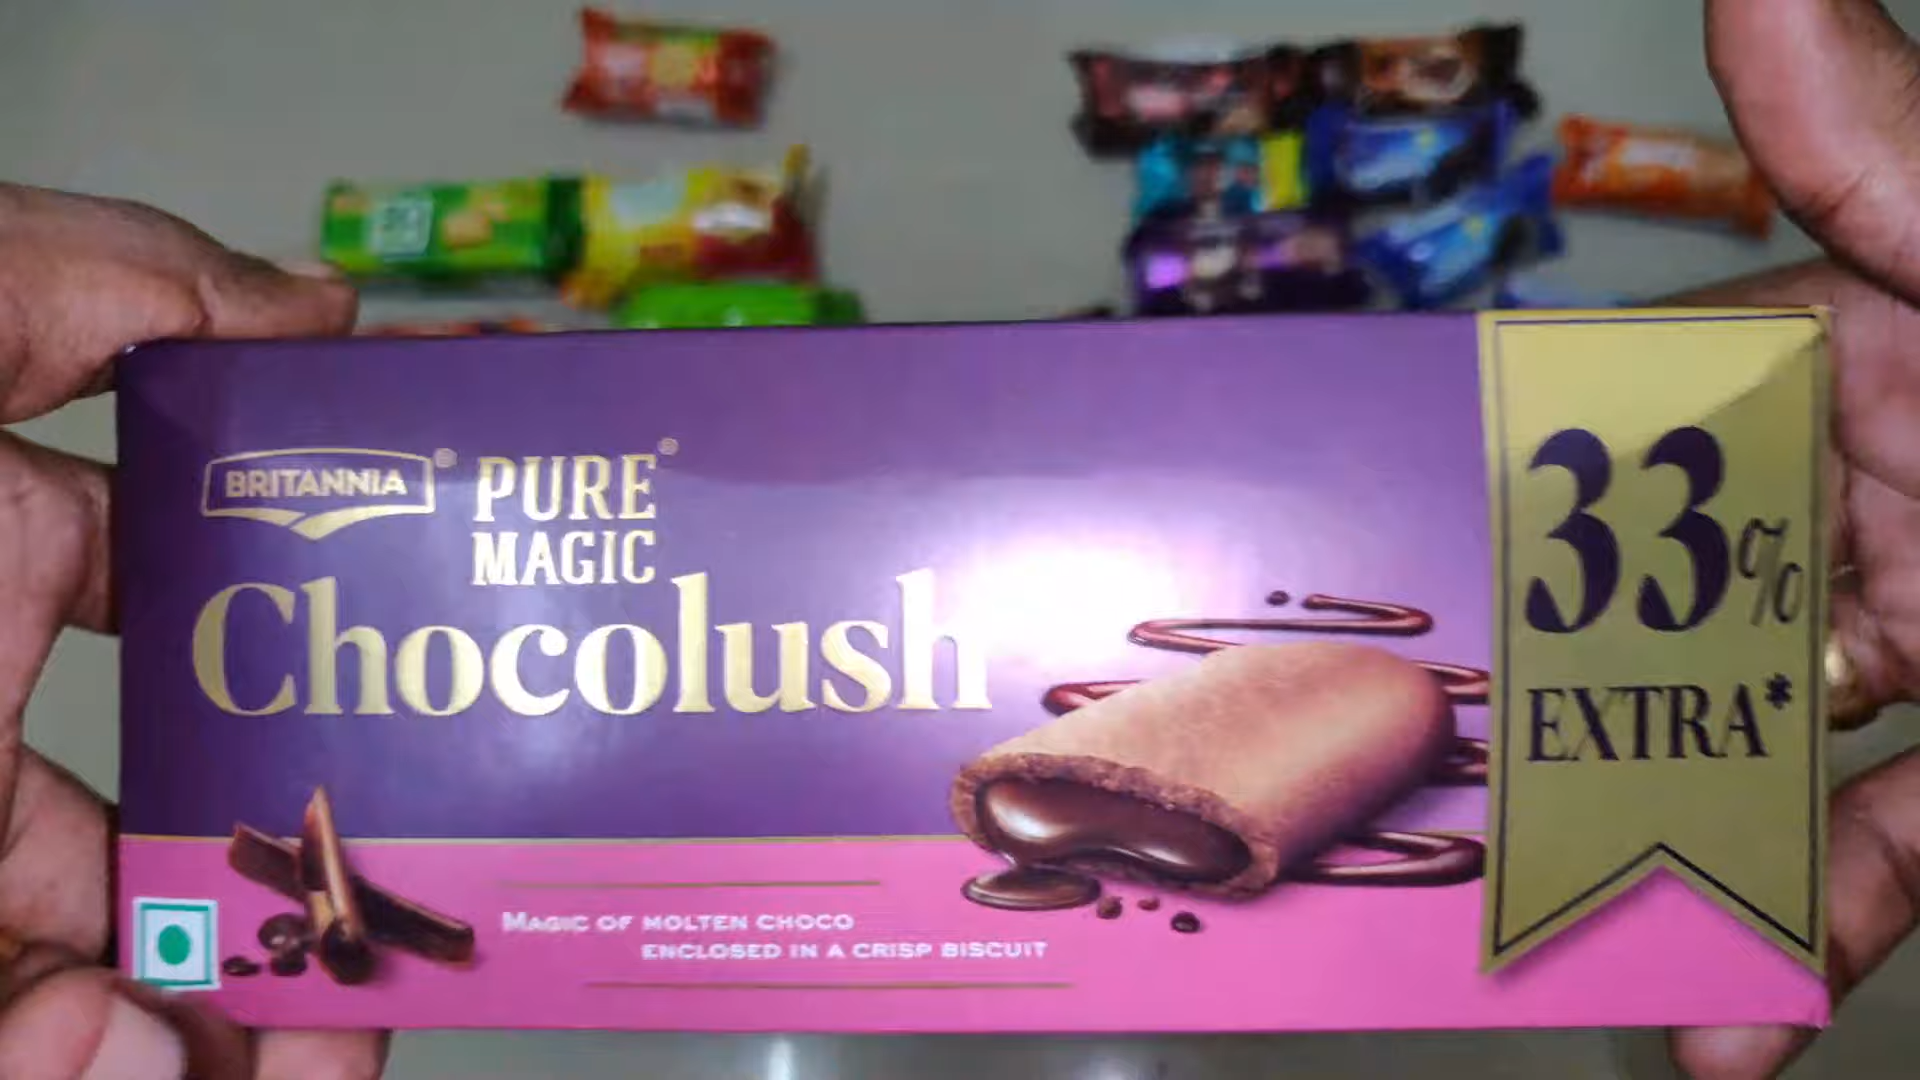 BRITANNIA® PURE®
MAGIC
Chocolush
33%
EXTRA*
MAGIC OF MOLTEN CHOCO
ENCLOSED IN A CRISP BISCUIT